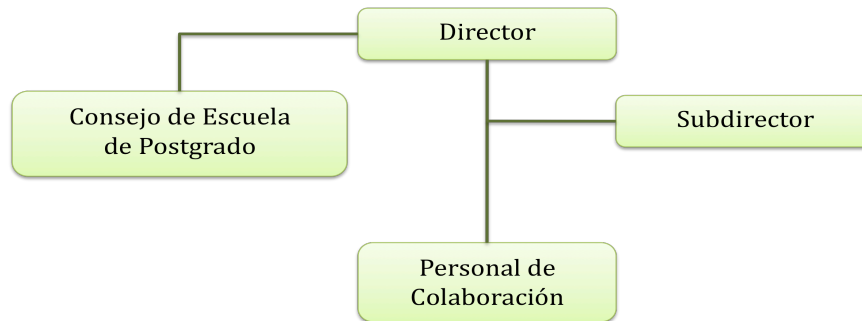 Director
Consejo de Escuela
de Postgrado
Subdirector
Personal de
Colaboración